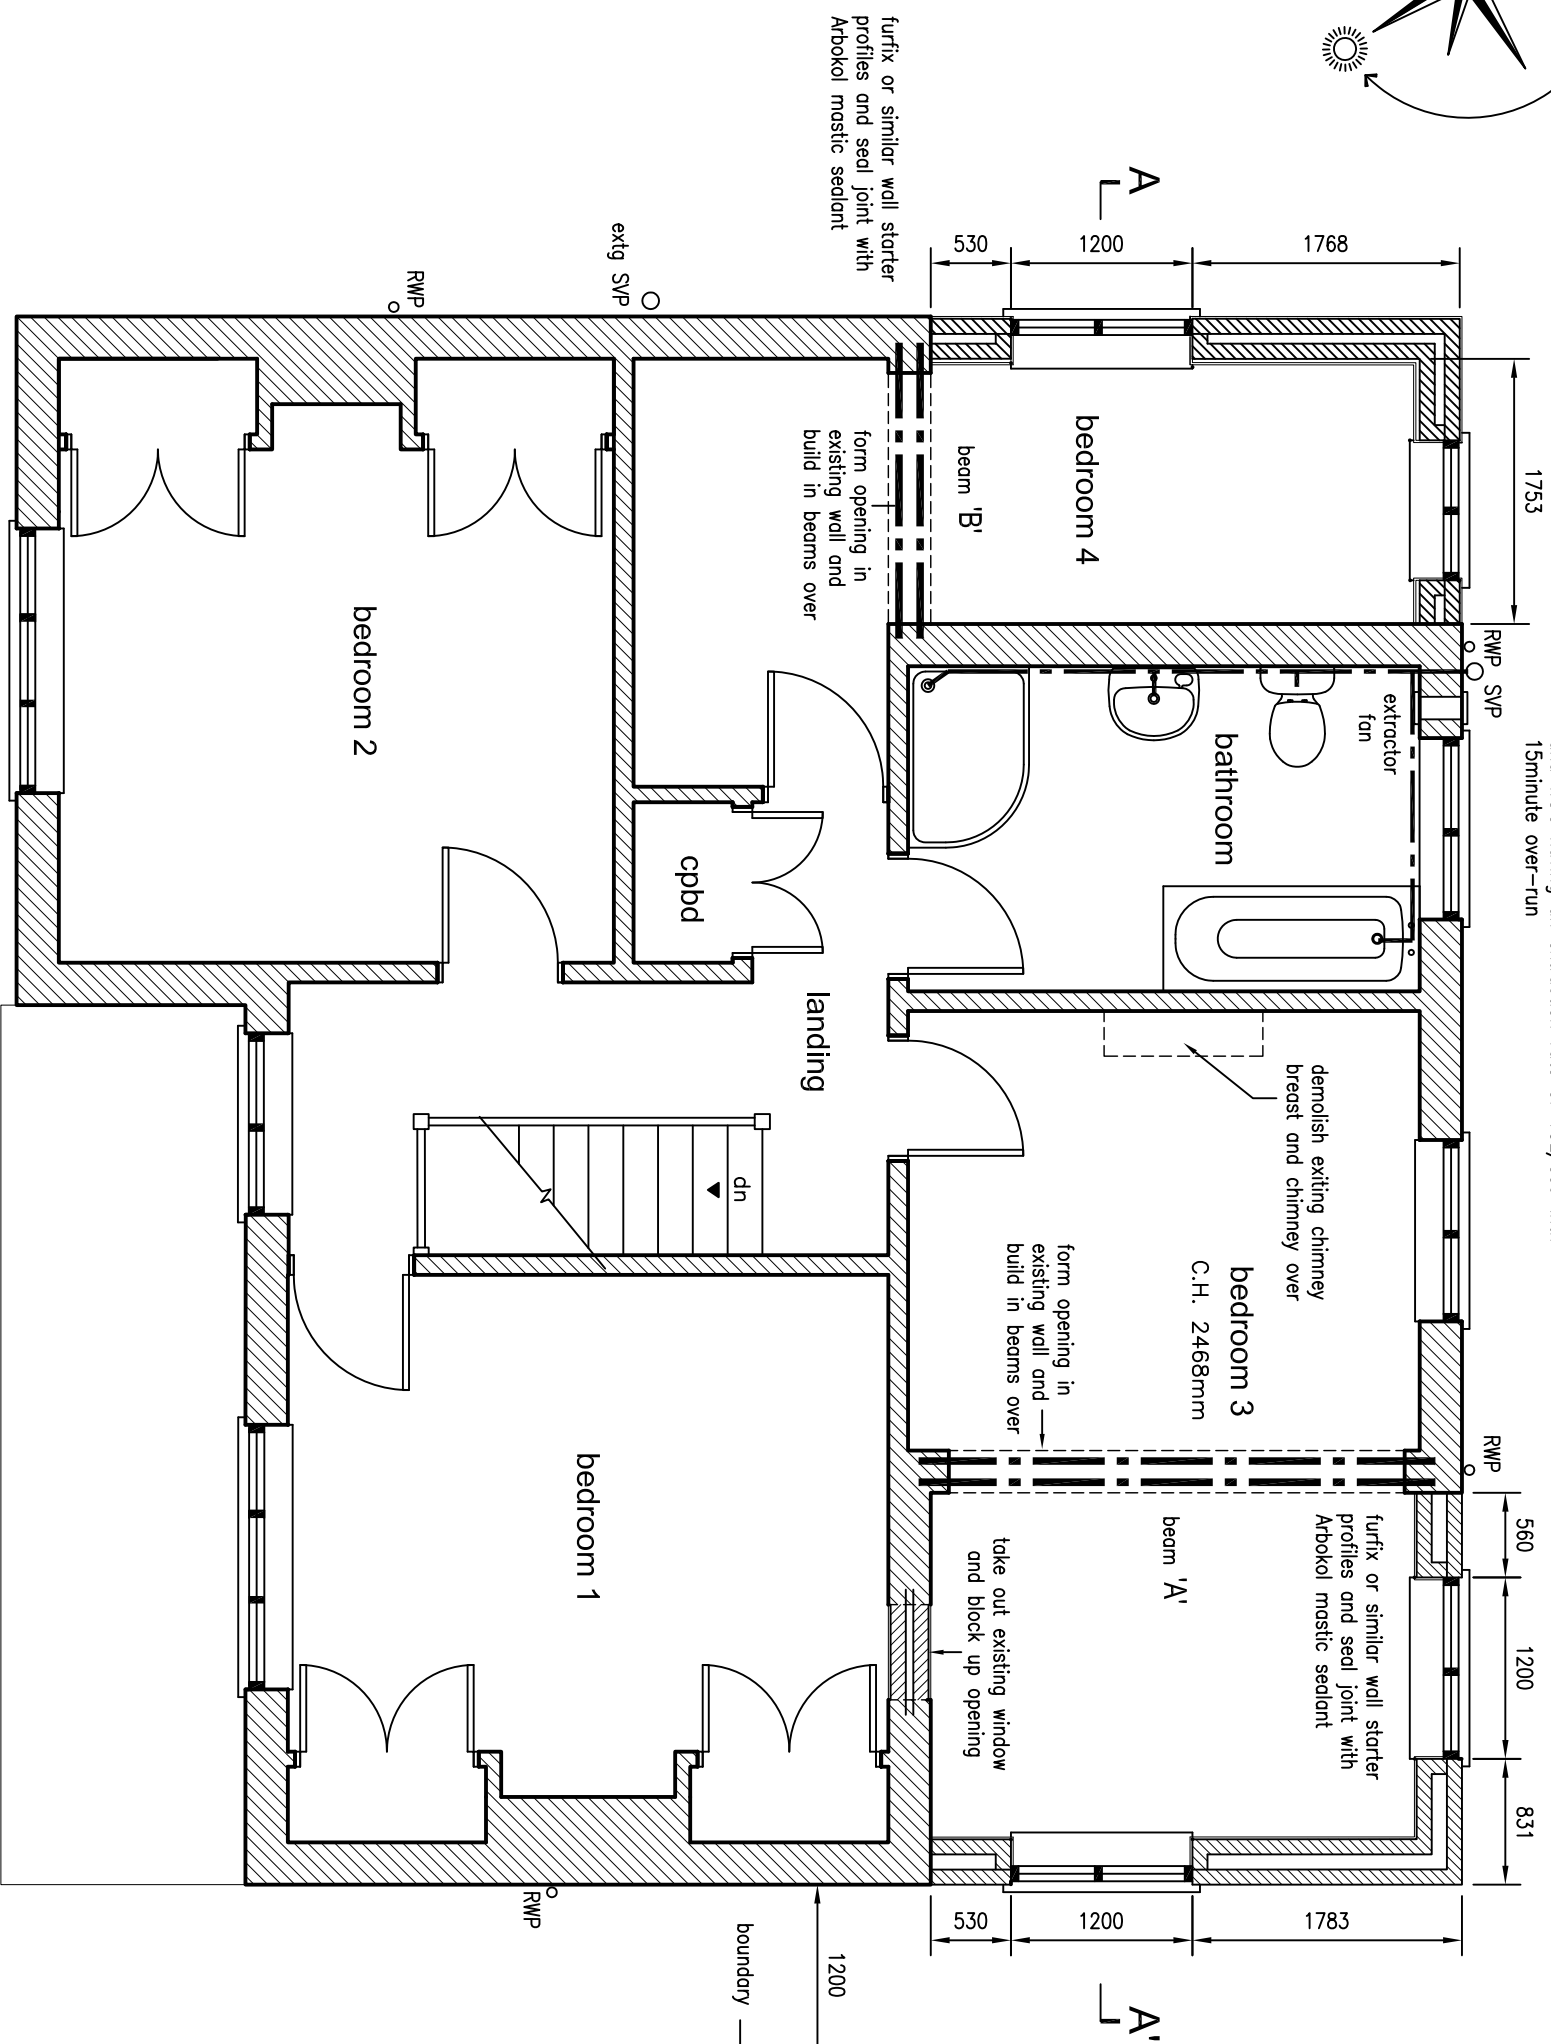 furfix or similar wall starter
profiles and seal joint with
Arbokol mastic sealant
A
530
1200
1768
1753
extg SVP
RWP
bedroom 4
beam 'B'
form opening in
existing wall and
build in beams over
RWP
SVP
extractor
fan
15minute over-run
bathroom
bedroom 2
cpbd
landing
dn
demolish exiting chimney
breast and chimney over
bedroom 3
C.H. 2468mm
form opening in
existing wall and
build in beams over
RWP
560
1200
831
beam 'A'
furfix or similar wall starter
profiles and seal joint with
Arbokol mastic sealant
take out existing window
and block up opening
bedroom 1
RWP
530
1200
1783
1200
boundary
A'